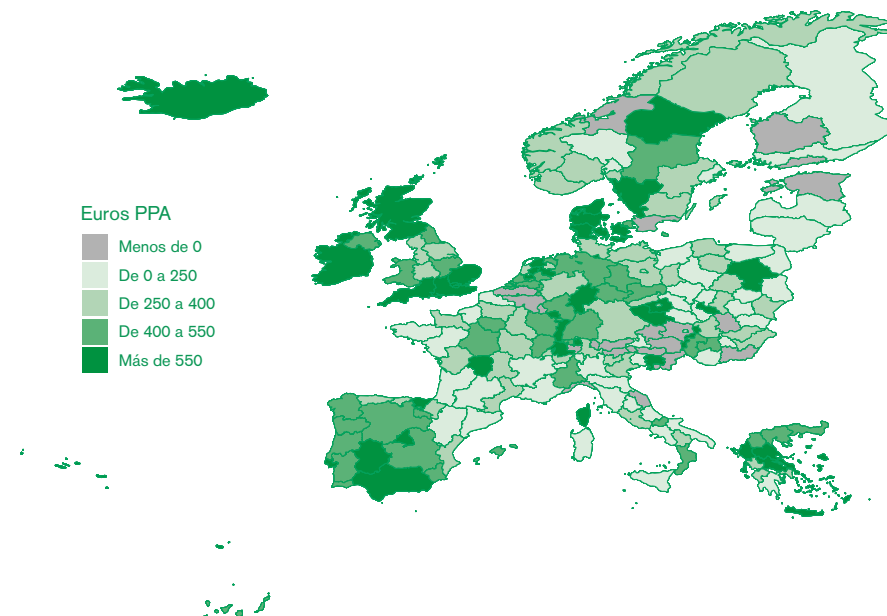 Euros PPA
Menos de 0
De 0 a 250
De 250 a 400
De 400 a 550
Más de 550